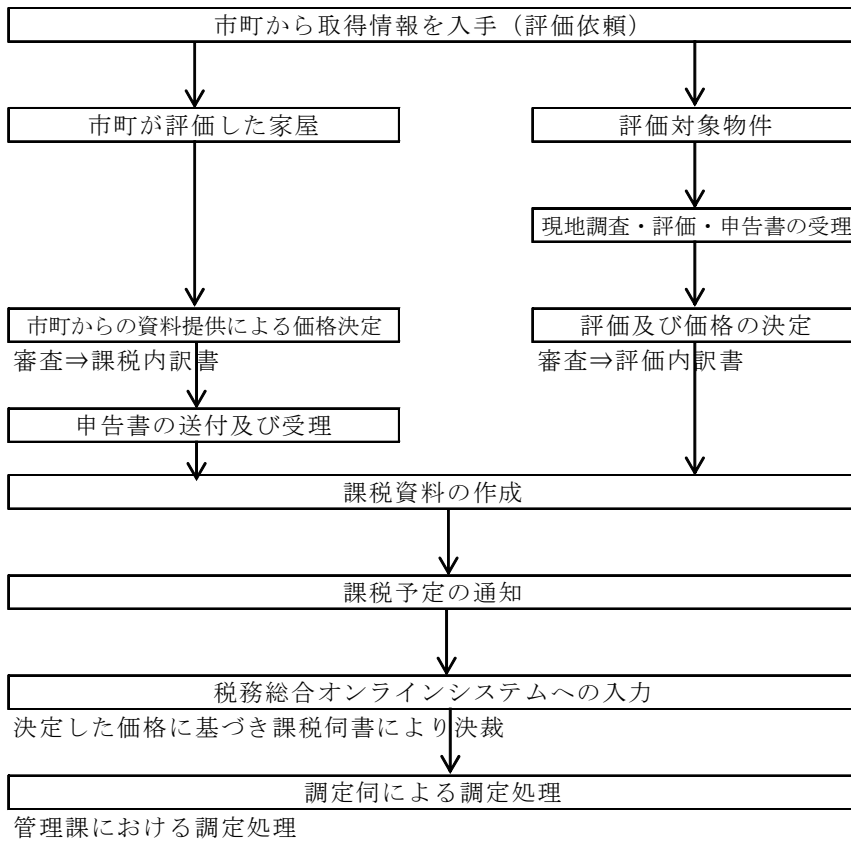 市町から取得情報を入手（評価依頼）
市町が評価した家屋
評価対象物件
現地調査・評価・申告書の受理
市町からの資料提供による価格決定
評価及び価格の決定
審査⇒課税内訳書
審査⇒評価内訳書
申告書の送付及び受理
課税資料の作成
課税予定の通知
税務総合オンラインシステムへの入力
決定した価格に基づき課税伺書により決裁
調定伺による調定処理
管理課における調定処理